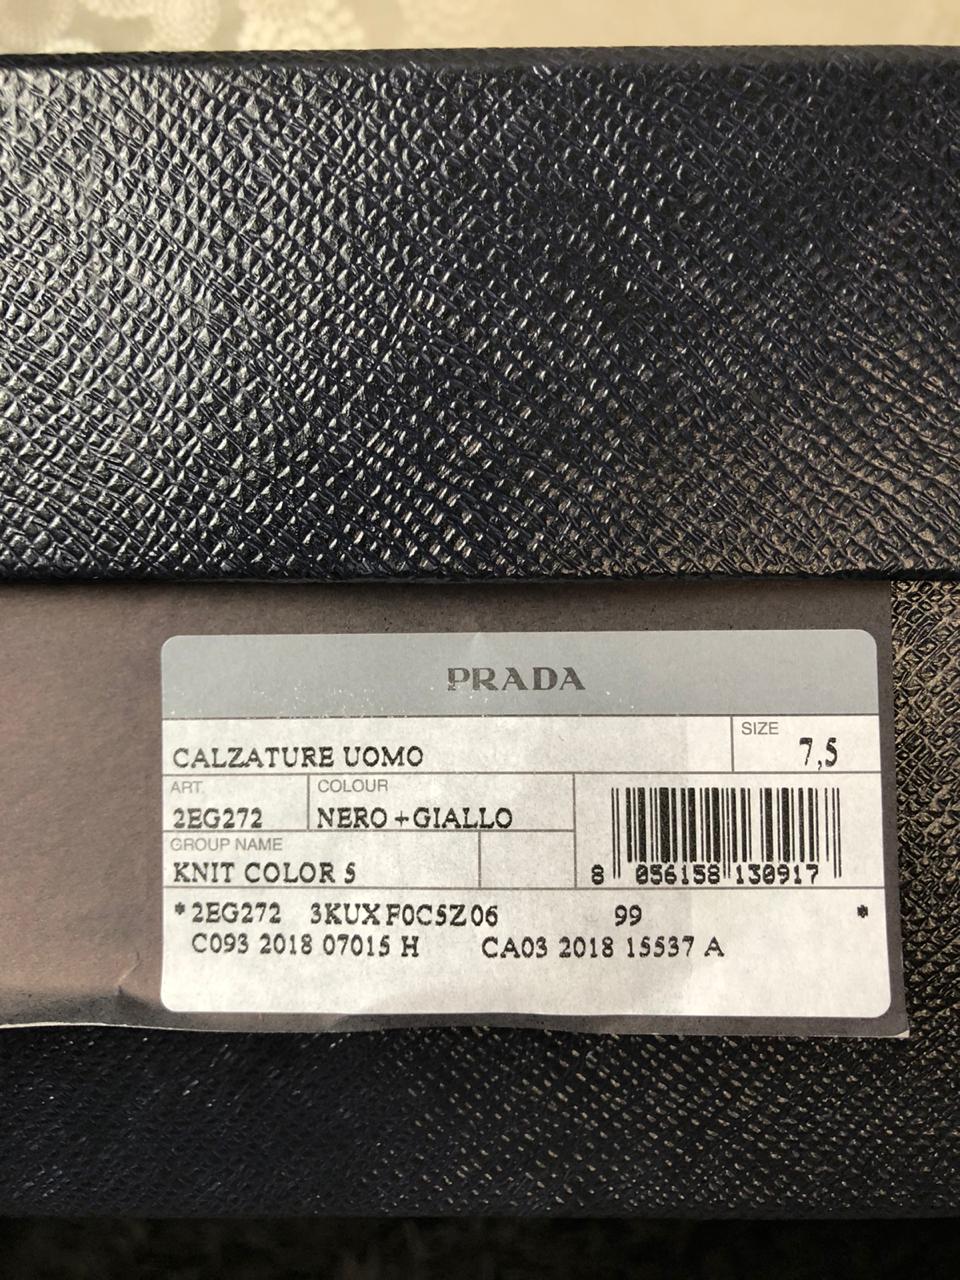 PRADA
CALZATURE UOMO
SIZE
7,5
ART.
2EG272
COLOUR
NERO+GIALLO
GROUP NAME
KNIT COLOR 5
8 056158 130917
*2EG272 3KUX F0C5Z06 99 *
C093 2018 07015 H CA03 2018 15537 A